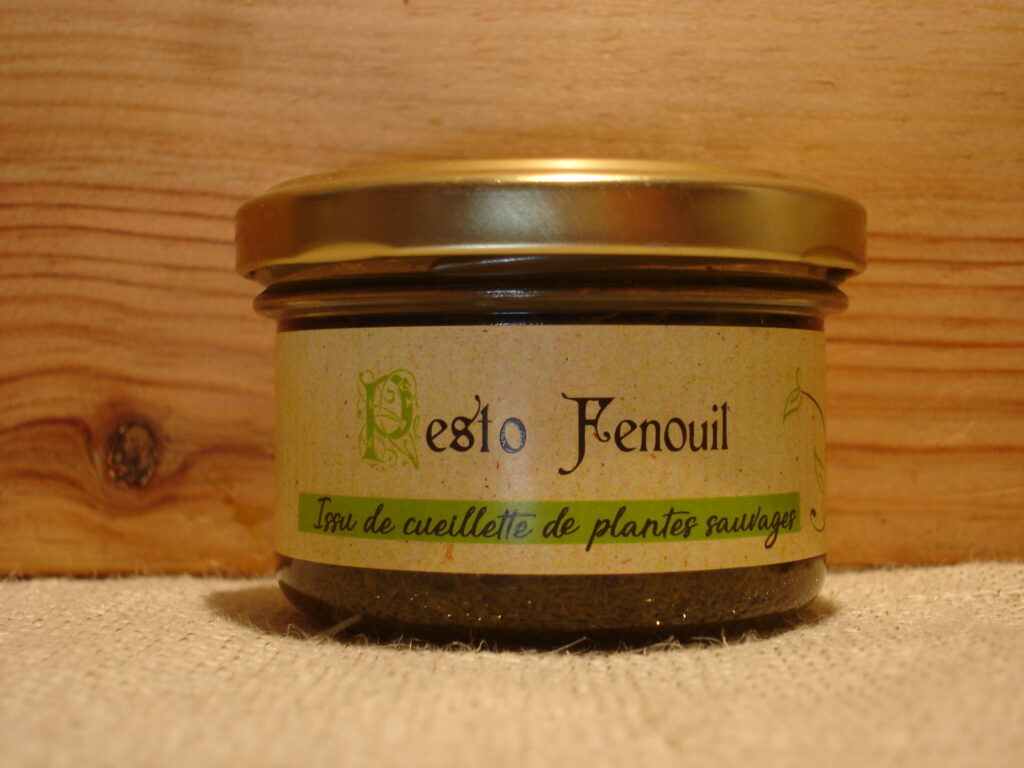 Pesto Fenouil
Issu de cueillette de plantes sauvages